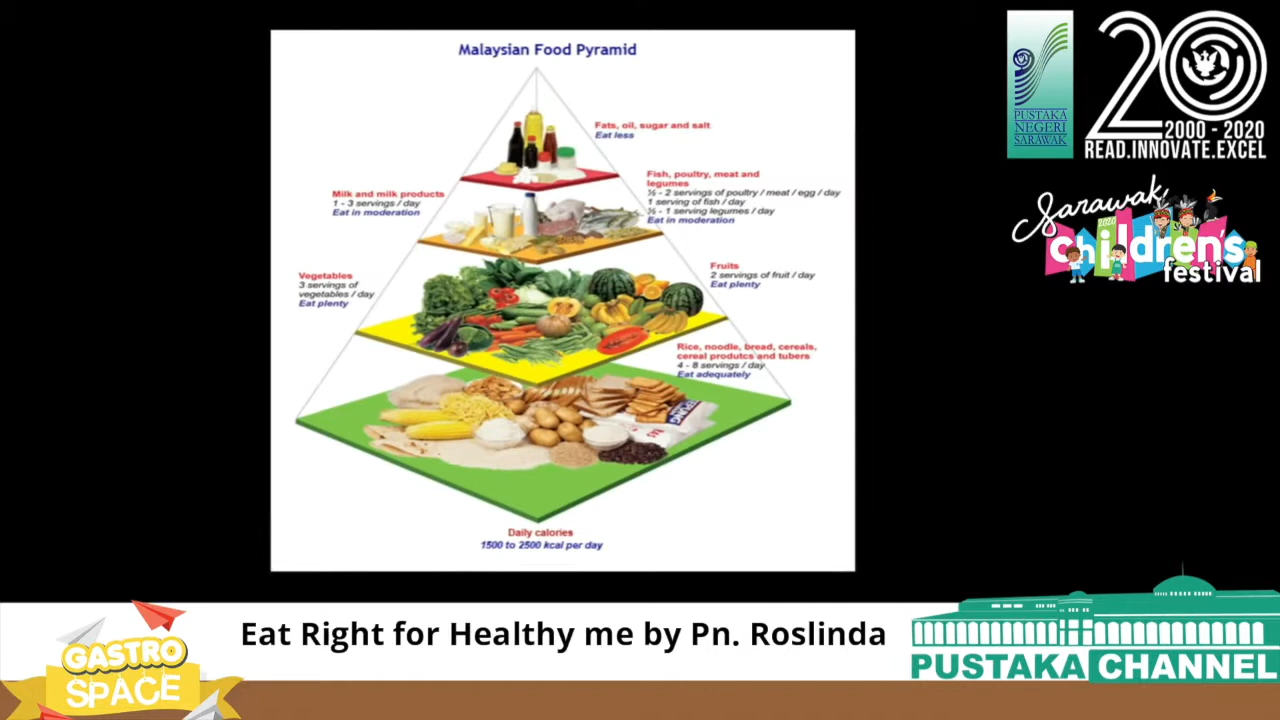 Malaysian Food Pyramid
Fats, oil, sugar and salt
Eat less
Fish, poultry, meat and
legumes
½ - 2 servings of poultry / meat / egg / day
1 serving of fish / day
½ - 1 serving legumes / day
Eat in moderation
Milk and milk products
1 - 3 servings / day
Eat in moderation
Vegetables
3 servings of
vegetables / day
Eat plenty
Fruits
2 servings of fruit / day
Eat plenty
Rice, noodle, bread, cereals,
cereal produtcs and tubers
4 - 8 servings / day
Eat adequately
Daily calories
1500 to 2500 kcal per day
PUSTAKA
NEGERI
SARAWAK
20
2000 - 2020
READ.INNOVATE.EXCEL
Sarawak
2020
children's
festival
GASTRO
SPACE
Eat Right for Healthy me by Pn. Roslinda
PUSTAKA CHANNEL